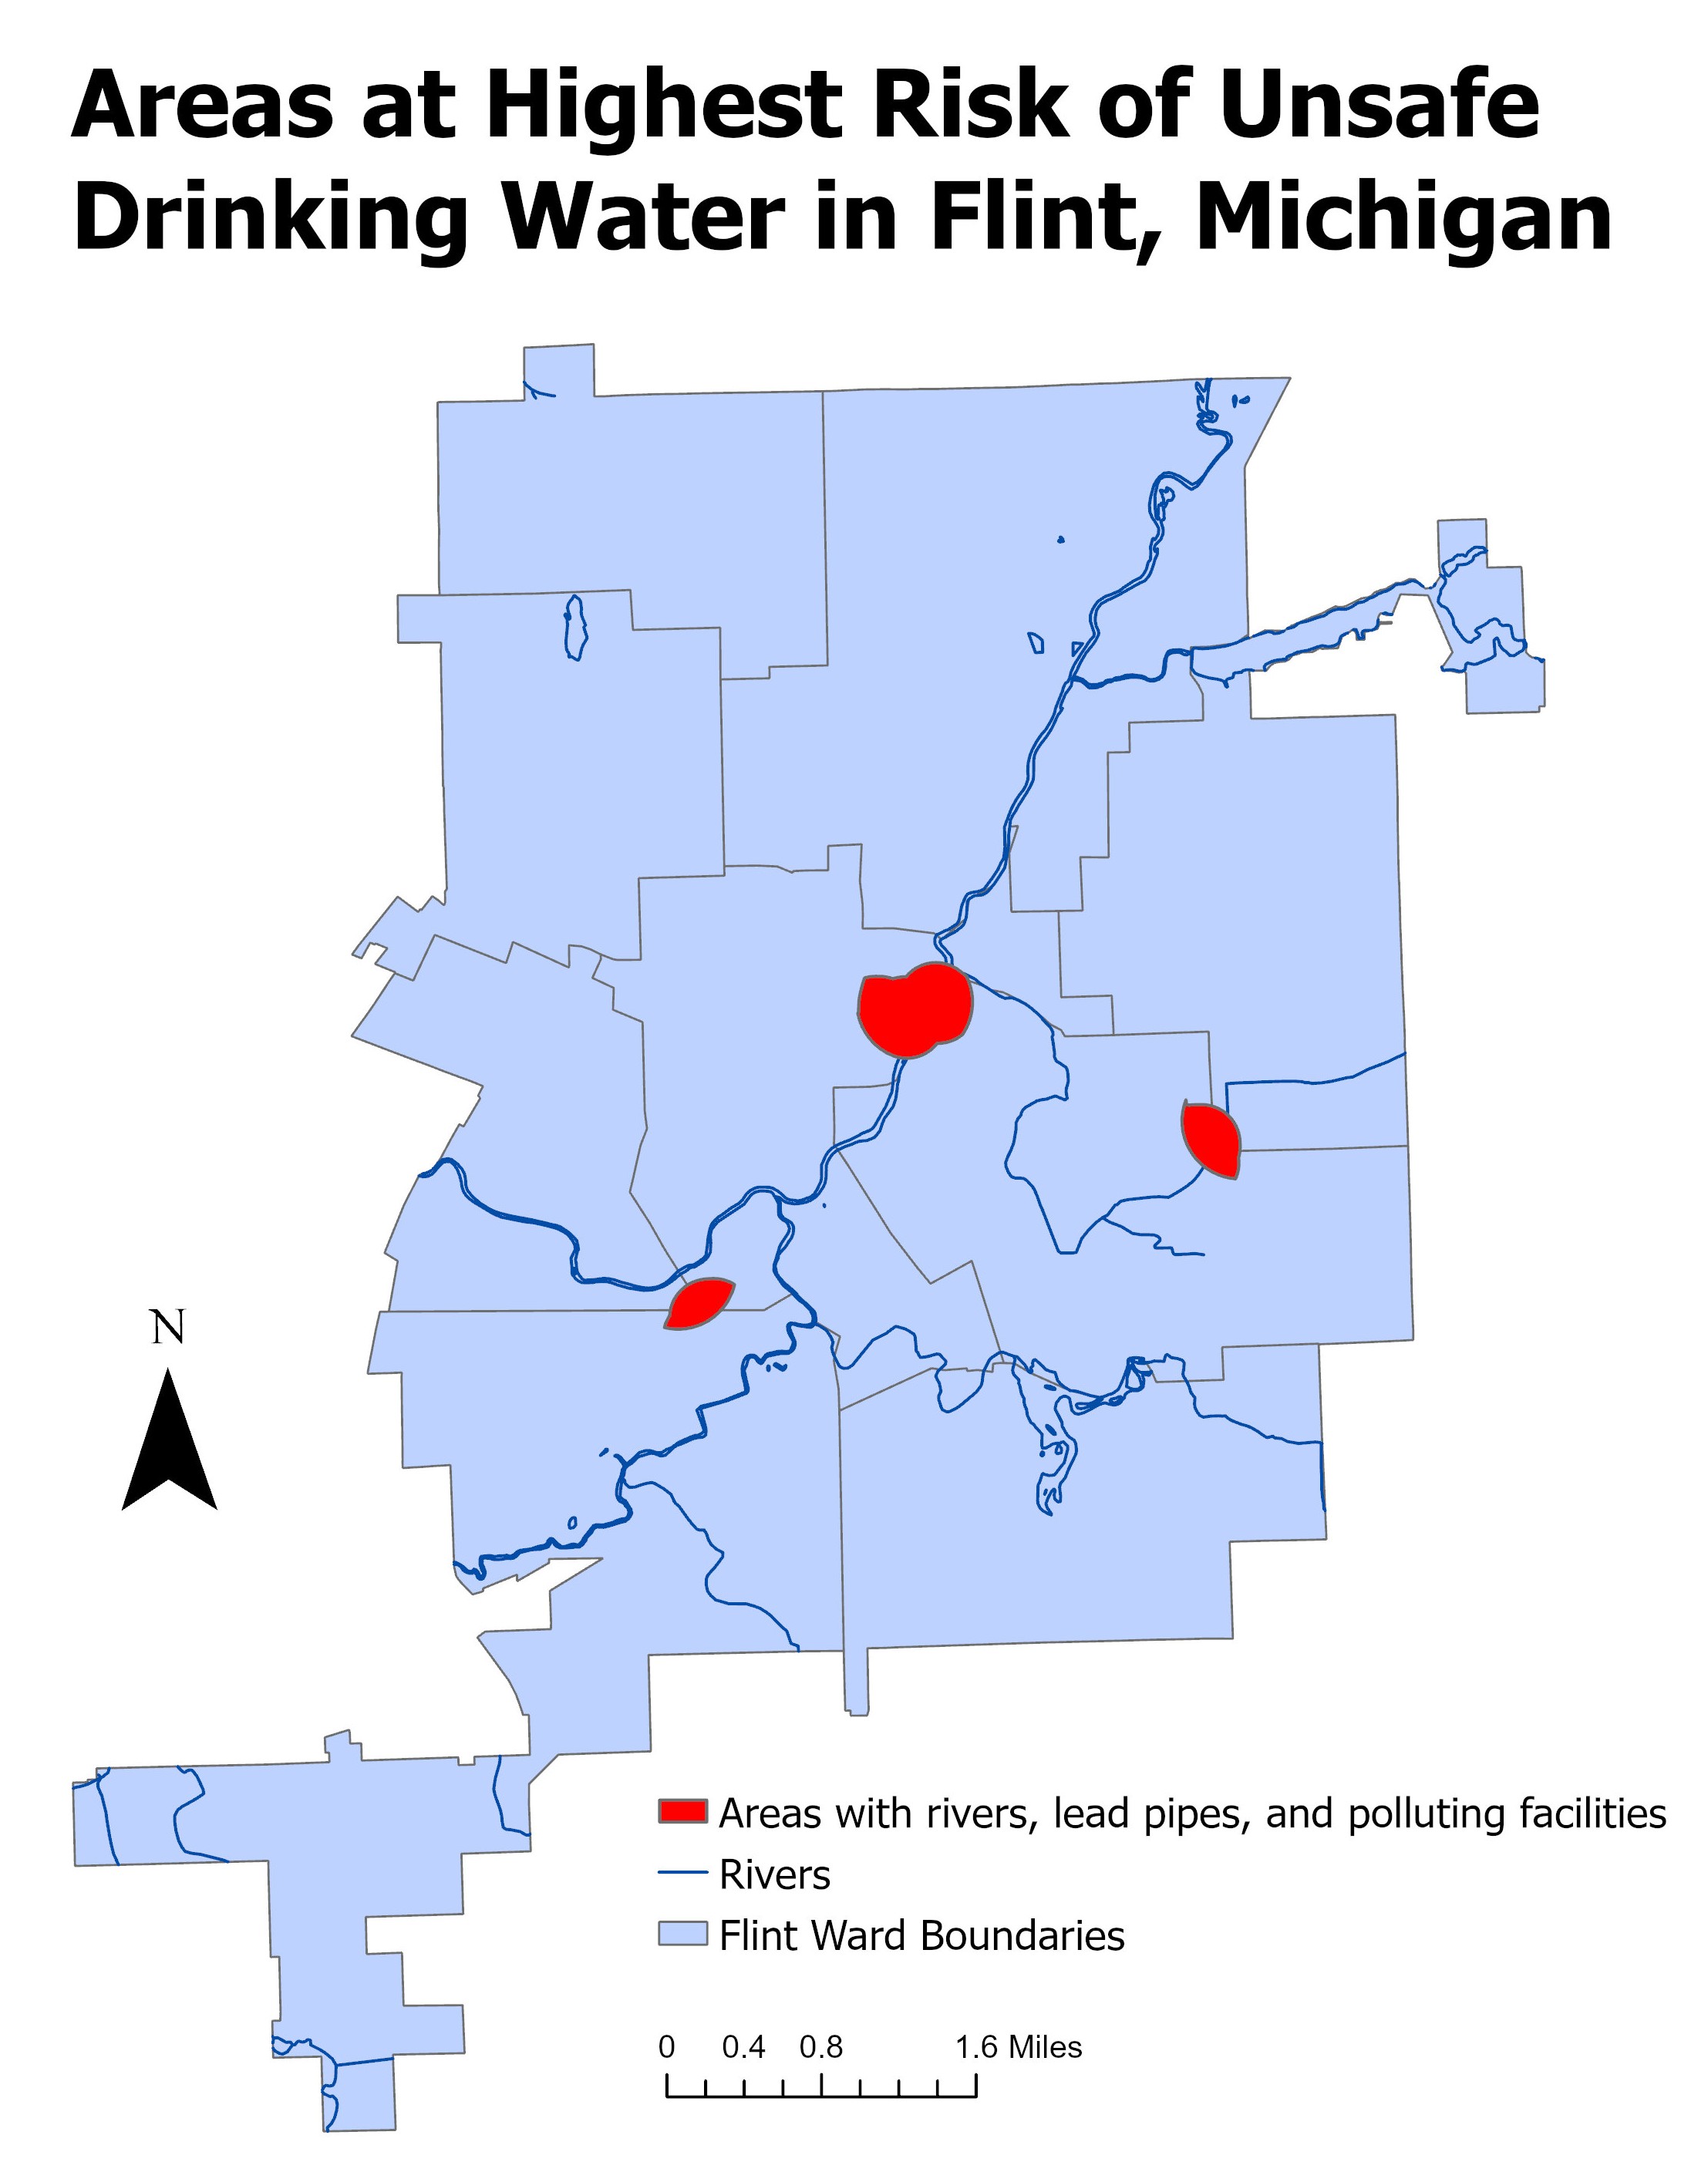 Areas at Highest Risk of Unsafe
Drinking Water in Flint, Michigan
N
Areas with rivers, lead pipes, and polluting facilities
Rivers
Flint Ward Boundaries
0 0.4 0.8 1.6 Miles